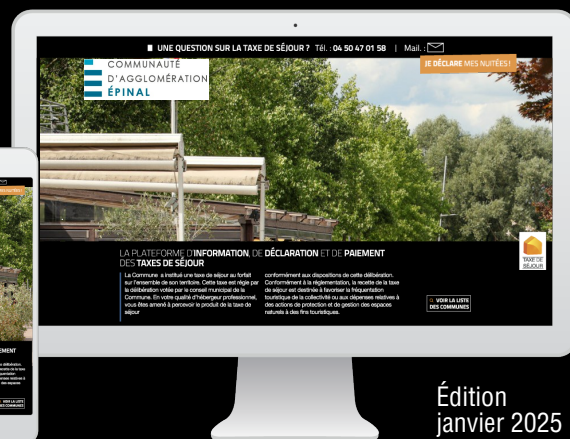 UNE QUESTION SUR LA TAXE DE SÉJOUR ? Tél. : 04 50 47 01 58 | Mail. :
JE DÉCLARE MES NUITÉES !
COMMUNAUTÉ
D'AGGLOMÉRATION
ÉPINAL
LA PLATEFORME D'INFORMATION, DE DÉCLARATION ET DE PAIEMENT
DES TAXES DE SÉJOUR
La Commune a institué une taxe de séjour au forfait
sur l'ensemble de son territoire. Cette taxe est régie par
la délibération votée par le conseil municipal de la
Commune. En votre qualité d'hébergeur professionnel,
vous êtes amené à percevoir le produit de la taxe de
séjour
conformément aux dispositions de cette délibération.
Conformément à la réglementation, la recette de la taxe
de séjour est destinée à favoriser la fréquentation
touristique de la collectivité ou aux dépenses relatives à
des actions de protection et de gestion des espaces
naturels à des fins touristiques.
TAXE DE
SÉJOUR
VOIR LA LISTE
DES COMMUNES
EMENT
VOIR LA LISTE
DES COMMUNES
Édition
janvier 2025